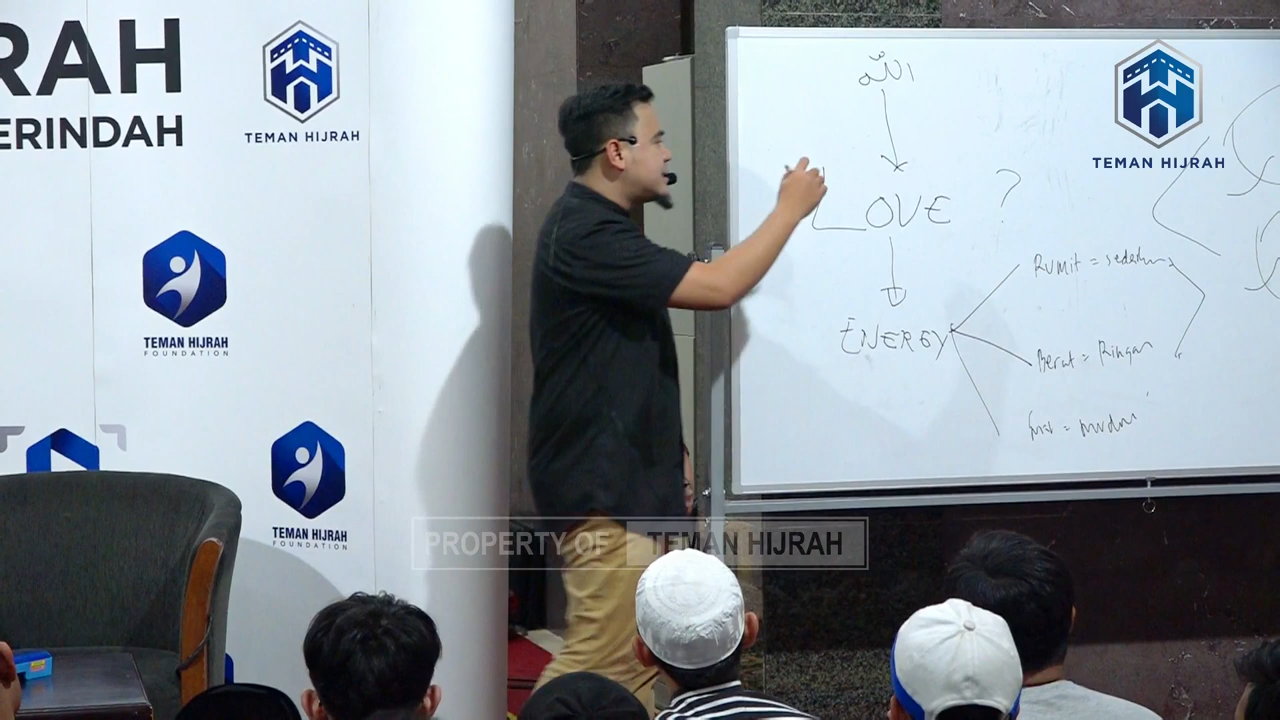 RAH
ERINDAH
TEMAN HIJRAH
TEMAN HIJRAH
FOUNDATION
TEMAN HIJRAH
FOUNDATION
الله
LOVE ?
ENERGY
Rumit = sederhana
Berat = Ringan
= mudah
TEMAN HIJRAH
PROPERTY OF TEMAN HIJRAH